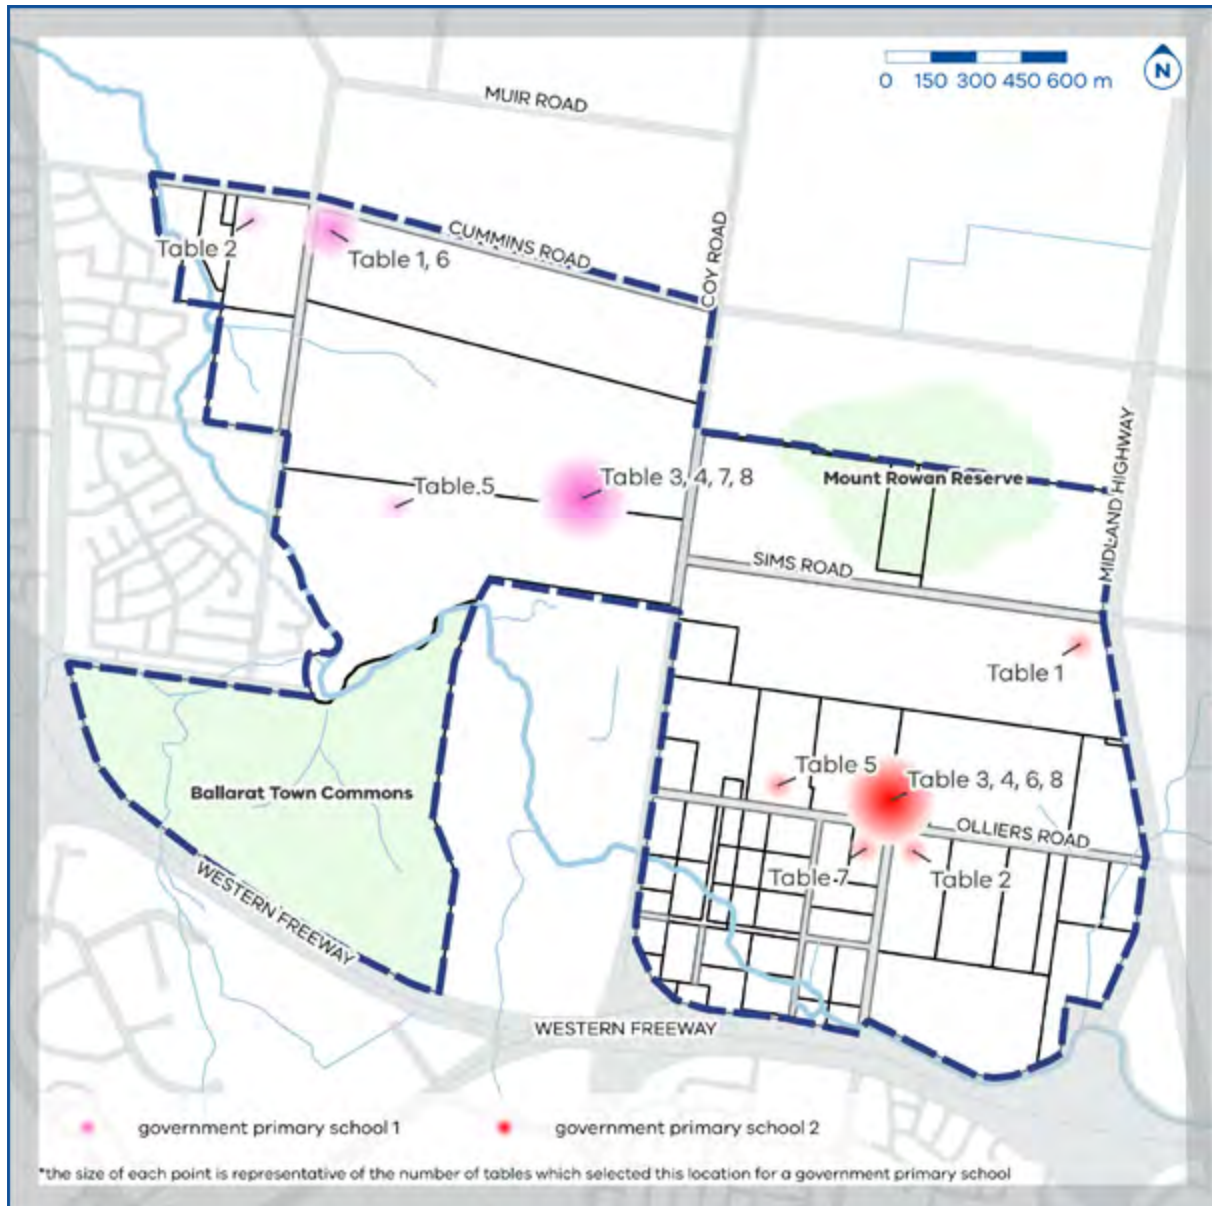 0 150 300 450 600 m
N
MUIR ROAD
CUMMINS ROAD
COY ROAD
Table 2
Table 1, 6
MIDLAND HIGHWAY
Table 5
Table 3, 4, 7, 8
Mount Rowan Reserve
SIMS ROAD
Table 1
Ballarat Town Commons
Table 5
Table 3, 4, 6, 8
OLLIERS ROAD
Table 7
Table 2
WESTERN FREEWAY
WESTERN FREEWAY
government primary school 1
government primary school 2
*the size of each point is representative of the number of tables which selected this location for a government primary school